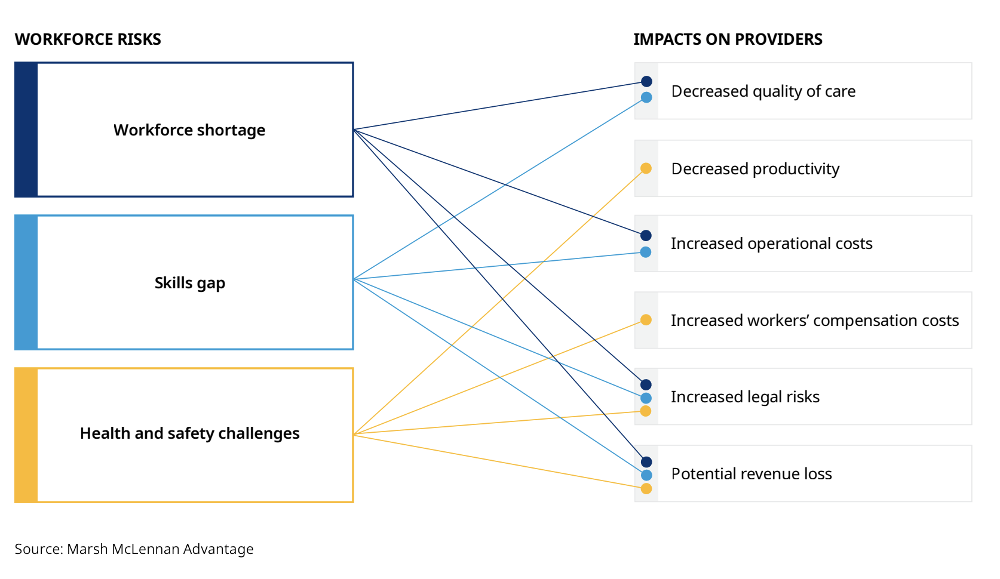 WORKFORCE RISKS
IMPACTS ON PROVIDERS
Workforce shortage
Skills gap
Health and safety challenges
Decreased quality of care
Decreased productivity
Increased operational costs
Increased workers’ compensation costs
Increased legal risks
Potential revenue loss
Source: Marsh McLennan Advantage